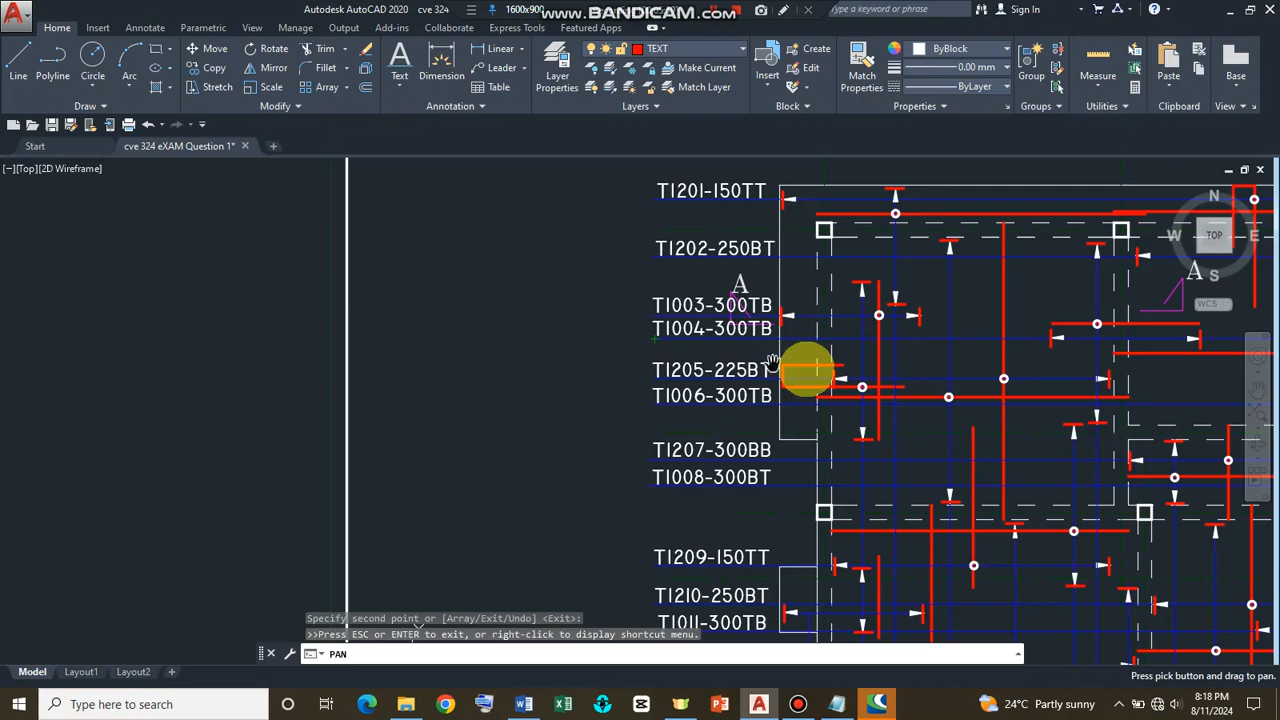 Autodesk AutoCAD 2020 cve 324
1600x900
www.BANDICAM.com
Type a keyword or phrase
Sign In
Home Insert Annotate Parametric View Manage Output Add-ins Collaborate Express Tools Featured Apps
Line Polyline Circle Arc
Move Rotate Trim
Copy Mirror Fillet
Stretch Scale Array
Text Dimension
Linear
Leader
Table
Layer Properties
TEXT
Make Current
Match Layer
Insert
Create
Edit
Match Properties
ByBlock
0.00 mm
ByLayer
Group
Measure
Paste
Base
Draw Modify Annotation Layers Block Properties Groups Utilities Clipboard View
Start
cve 324 eXAM Question 1*
[−][Top][2D Wireframe]
T1201-150TT
T1202-250BT
A
T1003-300TB
T1004-300TB
T1205-225BT
T1006-300TB
T1207-300BB
T1008-300BT
T1209-150TT
T1210-250BT
T1011-300TB
N
W TOP E
S
A
WCS
Specify second point or [Array/Exit/Undo] <Exit>:
>>Press ESC or ENTER to exit, or right-click to display shortcut menu.
PAN
Model Layout1 Layout2
Press pick button and drag to pan.
Type here to search
24°C Partly sunny
8:18 PM
8/11/2024